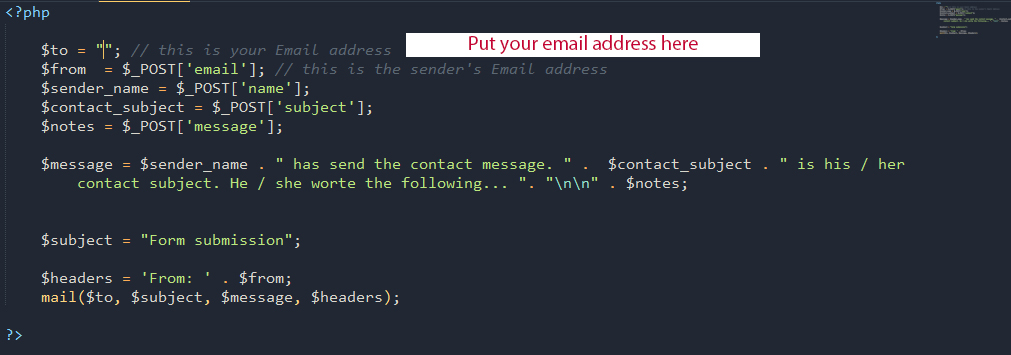 <?php
$to = ""; // this is your Email address
Put your email address here
$from  = $_POST['email']; // this is the sender's Email address
$sender_name = $_POST['name'];
$contact_subject = $_POST['subject'];
$notes = $_POST['message'];
$message = $sender_name . " has send the contact message. " .  $contact_subject . " is his / her
contact subject. He / she worte the following... ". "\n\n" . $notes;
$subject = "Form submission";
$headers = 'From: ' . $from;
mail($to, $subject, $message, $headers);
?>